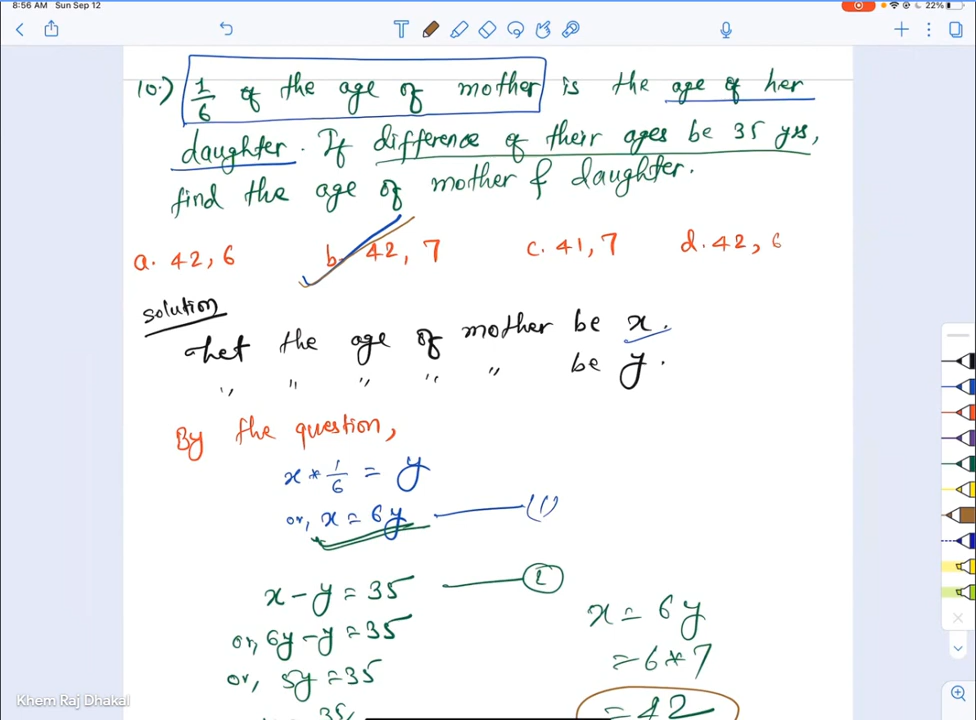 8:56 AM Sun Sep 12
22%
10.) 1/6 of the age of mother is the age of her
daughter. If difference of their ages be 35 yrs,
find the age of mother & daughter.
a. 42, 6 b. 42, 7 c. 41, 7 d. 42, 6
Solution
Let the age of mother be x.
" " " " " be y.
By the question,
x * 1/6 = y
or, x = 6y (1)
x - y = 35 (2)
or, 6y - y = 35
or, 5y = 35
35
x = 6y
= 6 * 7
= 42
Khem Raj Dhakal